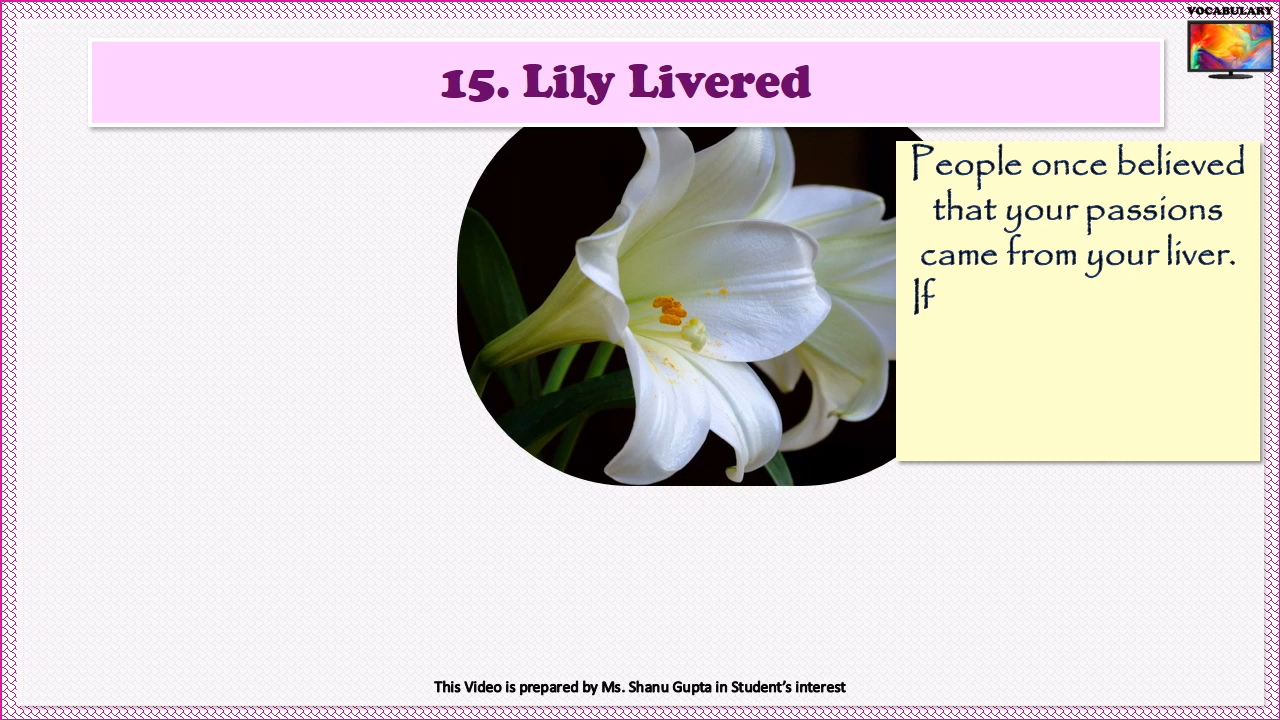 VOCABULARY
15. Lily Livered
People once believed
that your passions
came from your liver.
If
This Video is prepared by Ms. Shanu Gupta in Student’s interest